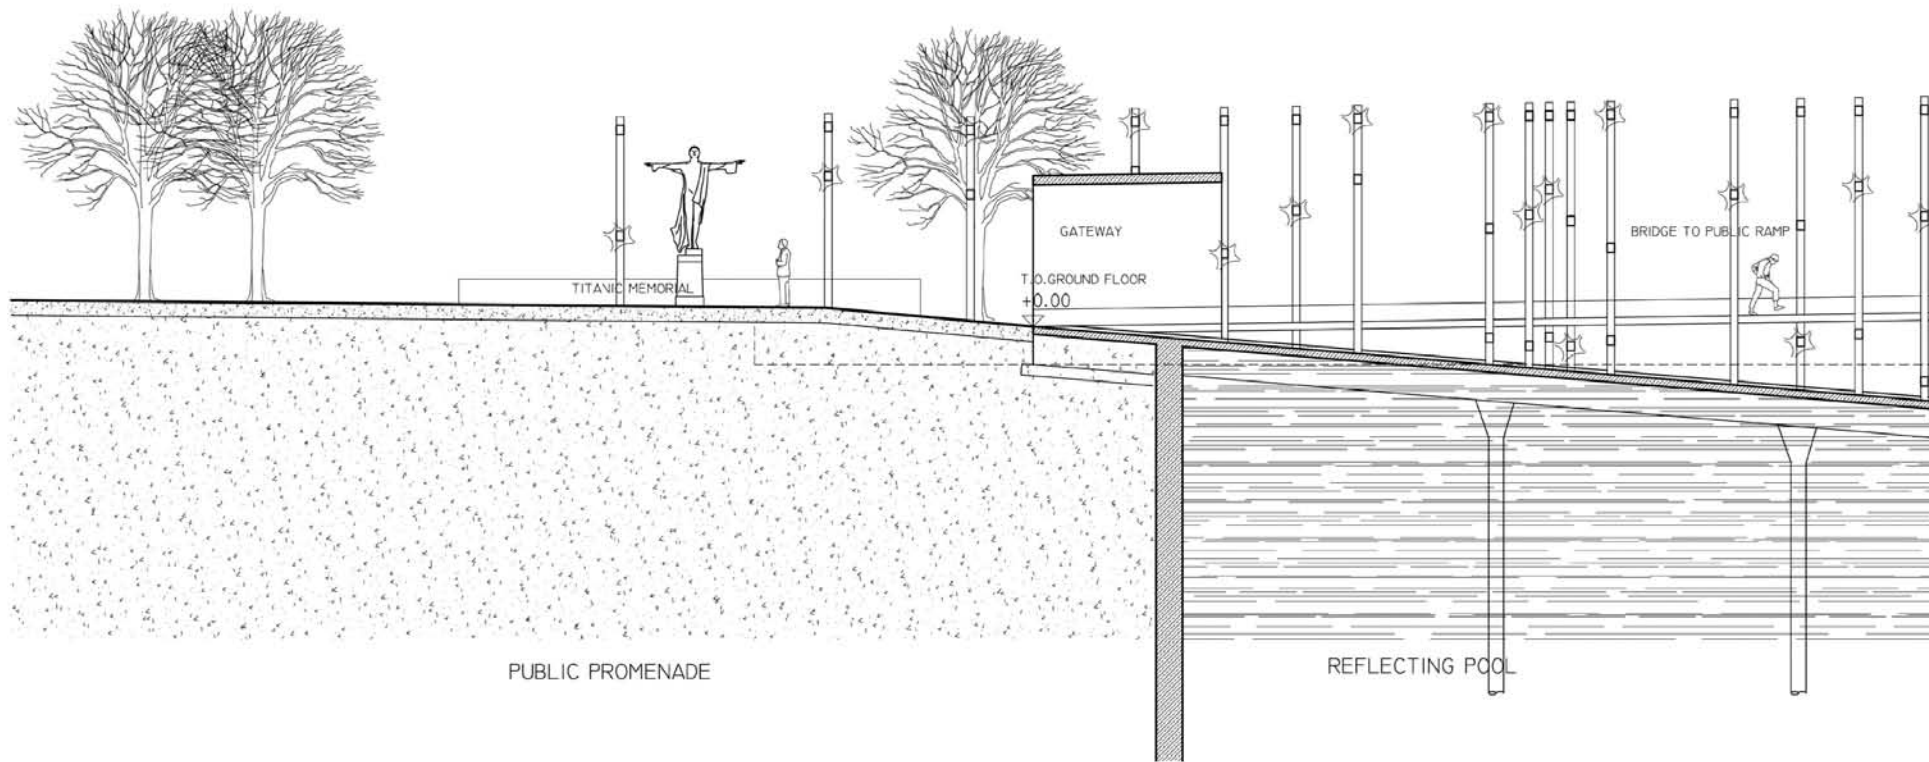 GATEWAY
BRIDGE TO PUBLIC RAMP
T.O.GROUND FLOOR
+0.00
TITANIC MEMORIAL
PUBLIC PROMENADE
REFLECTING POOL